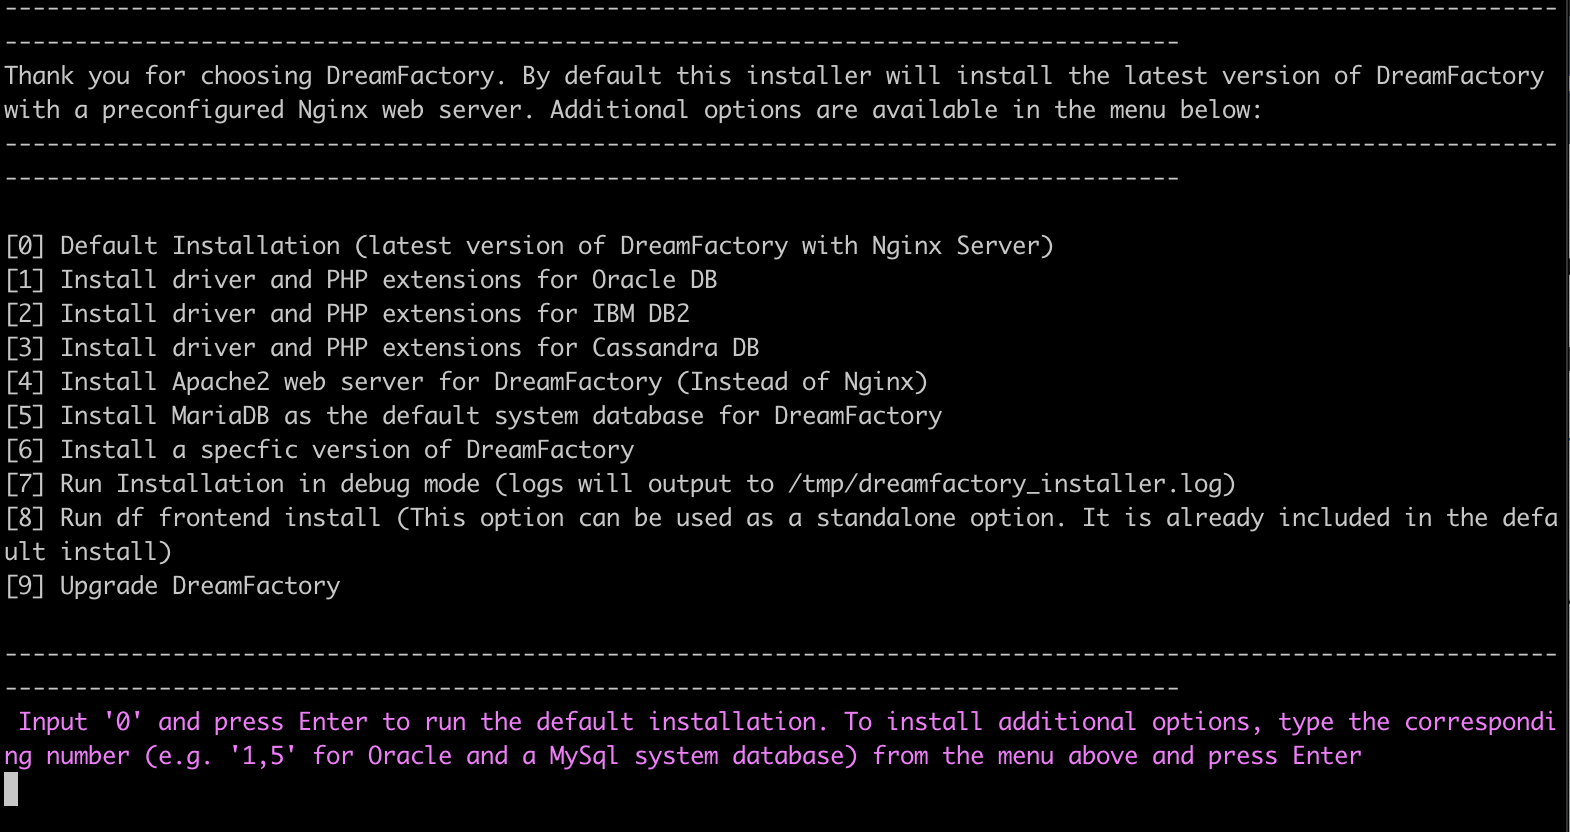 ---------------------------------------------------------------------------------------------------------------
------------------------------------------------------------------------------------
Thank you for choosing DreamFactory. By default this installer will install the latest version of DreamFactory
with a preconfigured Nginx web server. Additional options are available in the menu below:
---------------------------------------------------------------------------------------------------------------
------------------------------------------------------------------------------------
[0] Default Installation (latest version of DreamFactory with Nginx Server)
[1] Install driver and PHP extensions for Oracle DB
[2] Install driver and PHP extensions for IBM DB2
[3] Install driver and PHP extensions for Cassandra DB
[4] Install Apache2 web server for DreamFactory (Instead of Nginx)
[5] Install MariaDB as the default system database for DreamFactory
[6] Install a specfic version of DreamFactory
[7] Run Installation in debug mode (logs will output to /tmp/dreamfactory_installer.log)
[8] Run df frontend install (This option can be used as a standalone option. It is already included in the defa
ult install)
[9] Upgrade DreamFactory
---------------------------------------------------------------------------------------------------------------
------------------------------------------------------------------------------------
Input '0' and press Enter to run the default installation. To install additional options, type the correspondi
ng number (e.g. '1,5' for Oracle and a MySql system database) from the menu above and press Enter